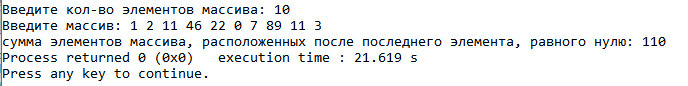 Введите кол-во элементов массива: 10
Введите массив: 1 2 11 46 22 0 7 89 11 3
сумма элементов массива, расположенных после последнего элемента, равного нулю: 110
Process returned 0 (0x0)   execution time : 21.619 s
Press any key to continue.